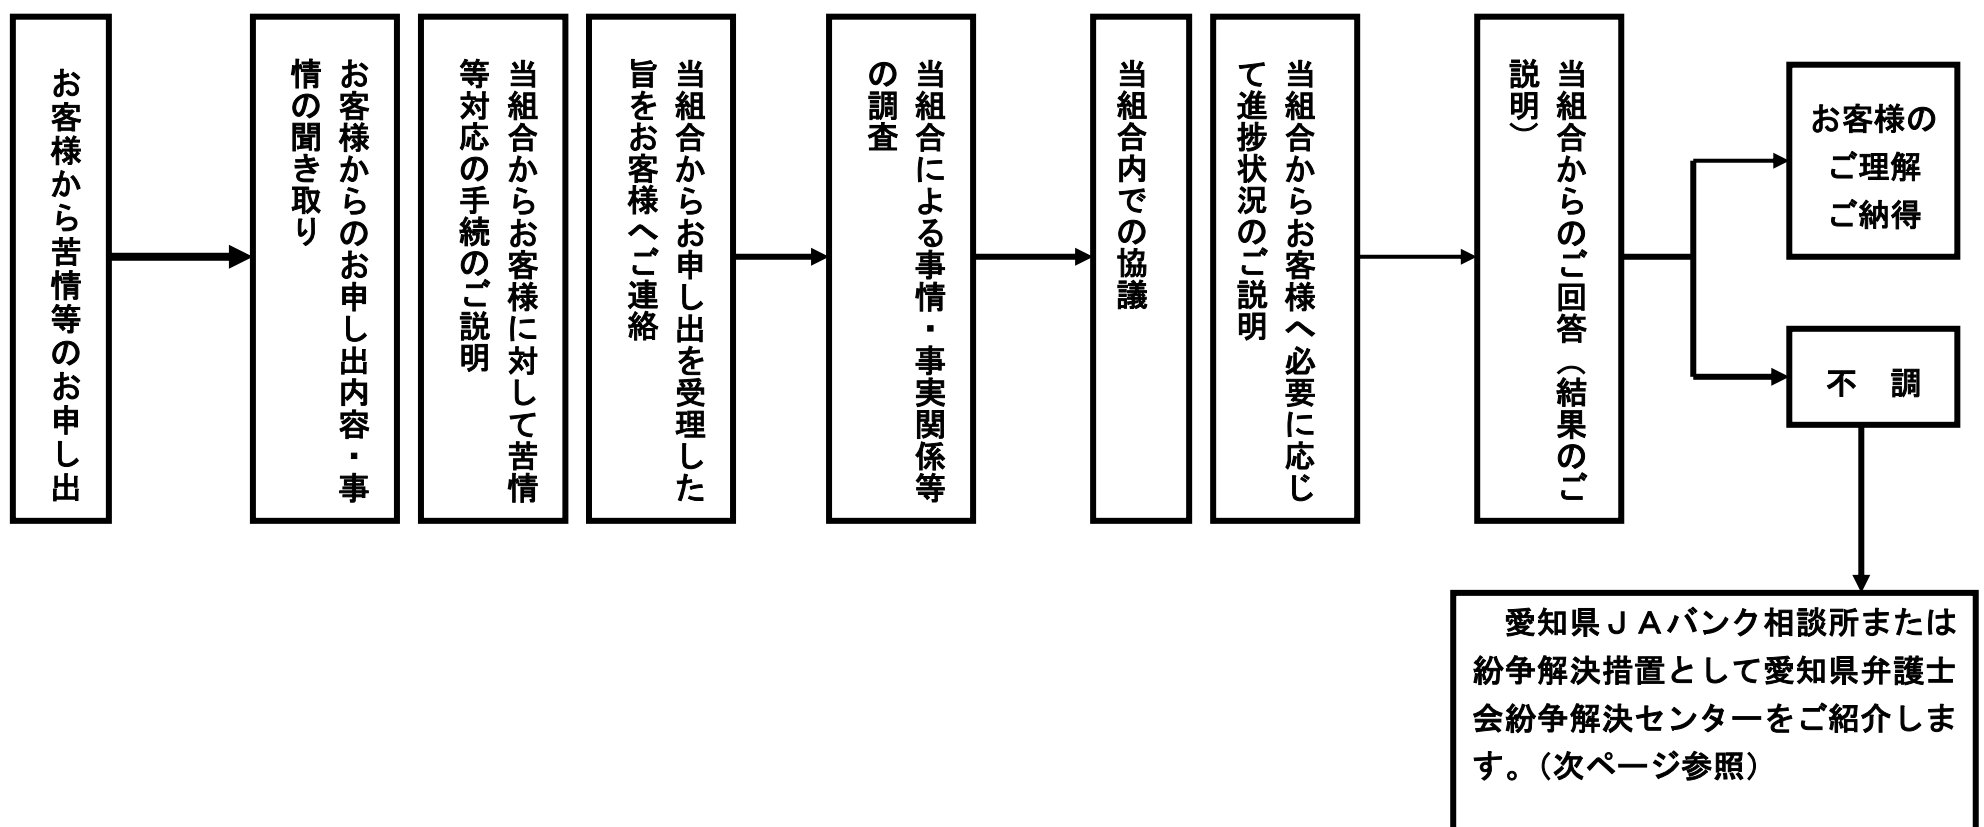 お客様から苦情等のお申し出
お客様からのお申し出内容・事
情の聞き取り
当組合からお客様に対して苦情
等対応の手続のご説明
当組合からお申し出を受理した
旨をお客様へご連絡
当組合による事情・事実関係等
の調査
当組合内での協議
当組合からお客様へ必要に応じ
て進捗状況のご説明
当組合からのご回答（結果のご
説明）
お客様の
ご理解
ご納得
不　調
愛知県ＪＡバンク相談所または
紛争解決措置として愛知県弁護士
会紛争解決センターをご紹介しま
す。（次ページ参照）